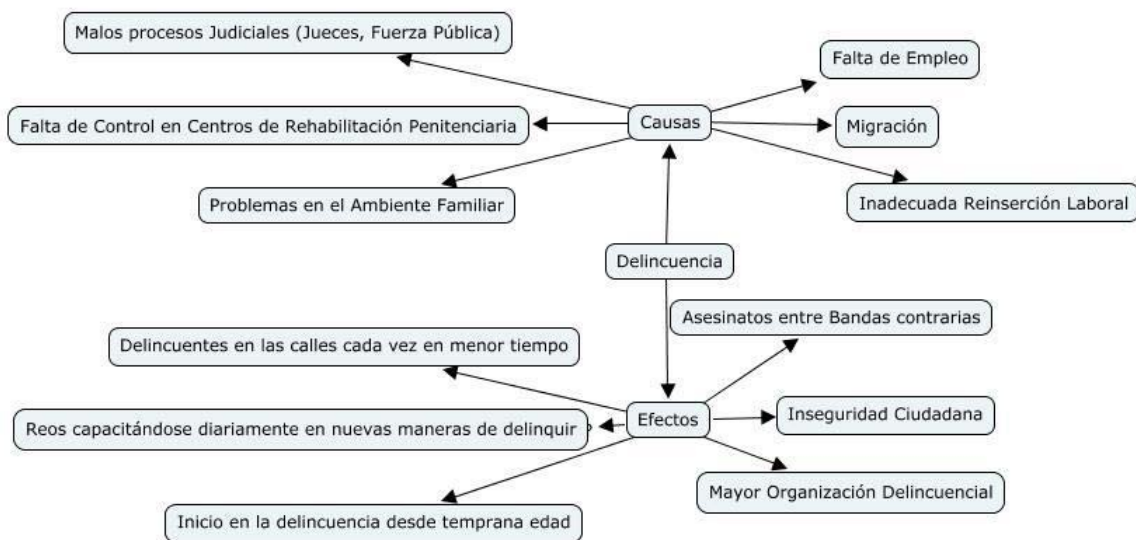 Malos procesos Judiciales (Jueces, Fuerza Pública)
Falta de Empleo
Falta de Control en Centros de Rehabilitación Penitenciaria
Causas
Migración
Problemas en el Ambiente Familiar
Inadecuada Reinserción Laboral
Delincuencia
Asesinatos entre Bandas contrarias
Delincuentes en las calles cada vez en menor tiempo
Efectos
Inseguridad Ciudadana
Reos capacitándose diariamente en nuevas maneras de delinquir
Mayor Organización Delincuencial
Inicio en la delincuencia desde temprana edad